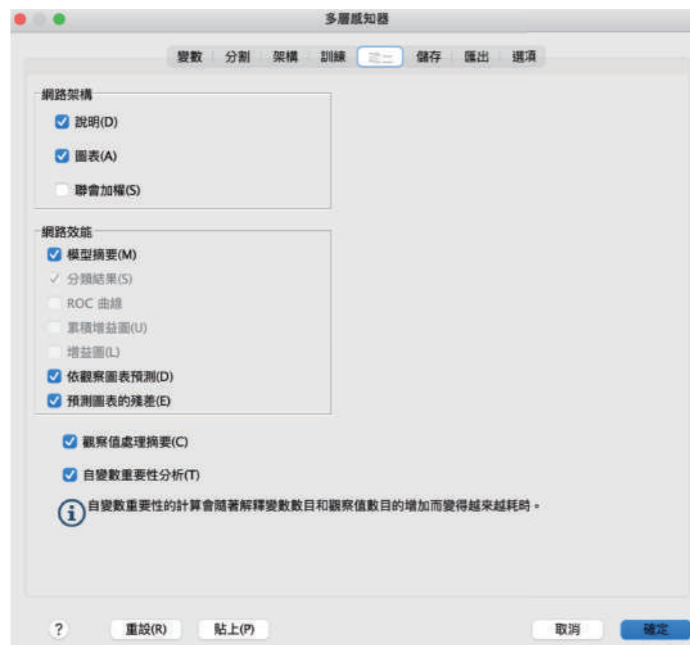 多層感知器
變數 分割 架構 訓練 儲存 匯出 選項
網路架構
說明(D)
圖表(A)
聯會加權(S)
網路效能
模型摘要(M)
分類結果(S)
ROC 曲線
累積增益圖(U)
增益圖(L)
依觀察圖表預測(D)
預測圖表的殘差(E)
觀察值處理摘要(C)
自變數重要性分析(T)
自變數重要性的計算會隨著解釋變數數目和觀察值數目的增加而變得越來越耗時。
? 重設(R) 貼上(P) 取消 確定